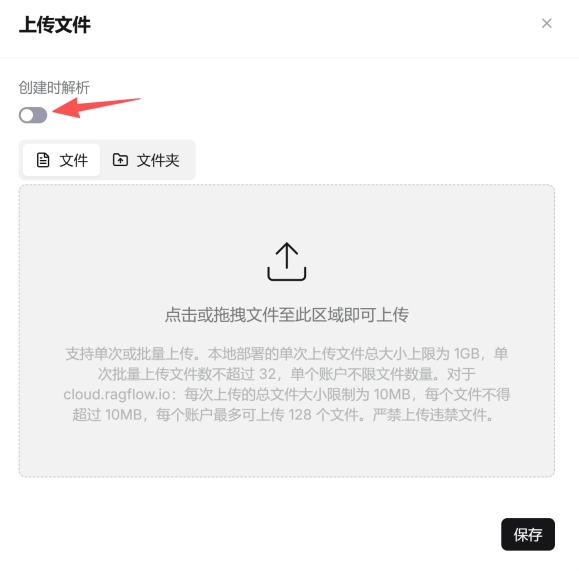 上传文件
创建时解析
文件 文件夹
点击或拖拽文件至此区域即可上传
支持单次或批量上传。本地部署的单次上传文件总大小上限为 1GB，单
次批量上传文件数不超过 32，单个账户不限文件数量。对于
cloud.ragflow.io：每次上传的总文件大小限制为 10MB，每个文件不得
超过 10MB，每个账户最多可上传 128 个文件。严禁上传违禁文件。
保存